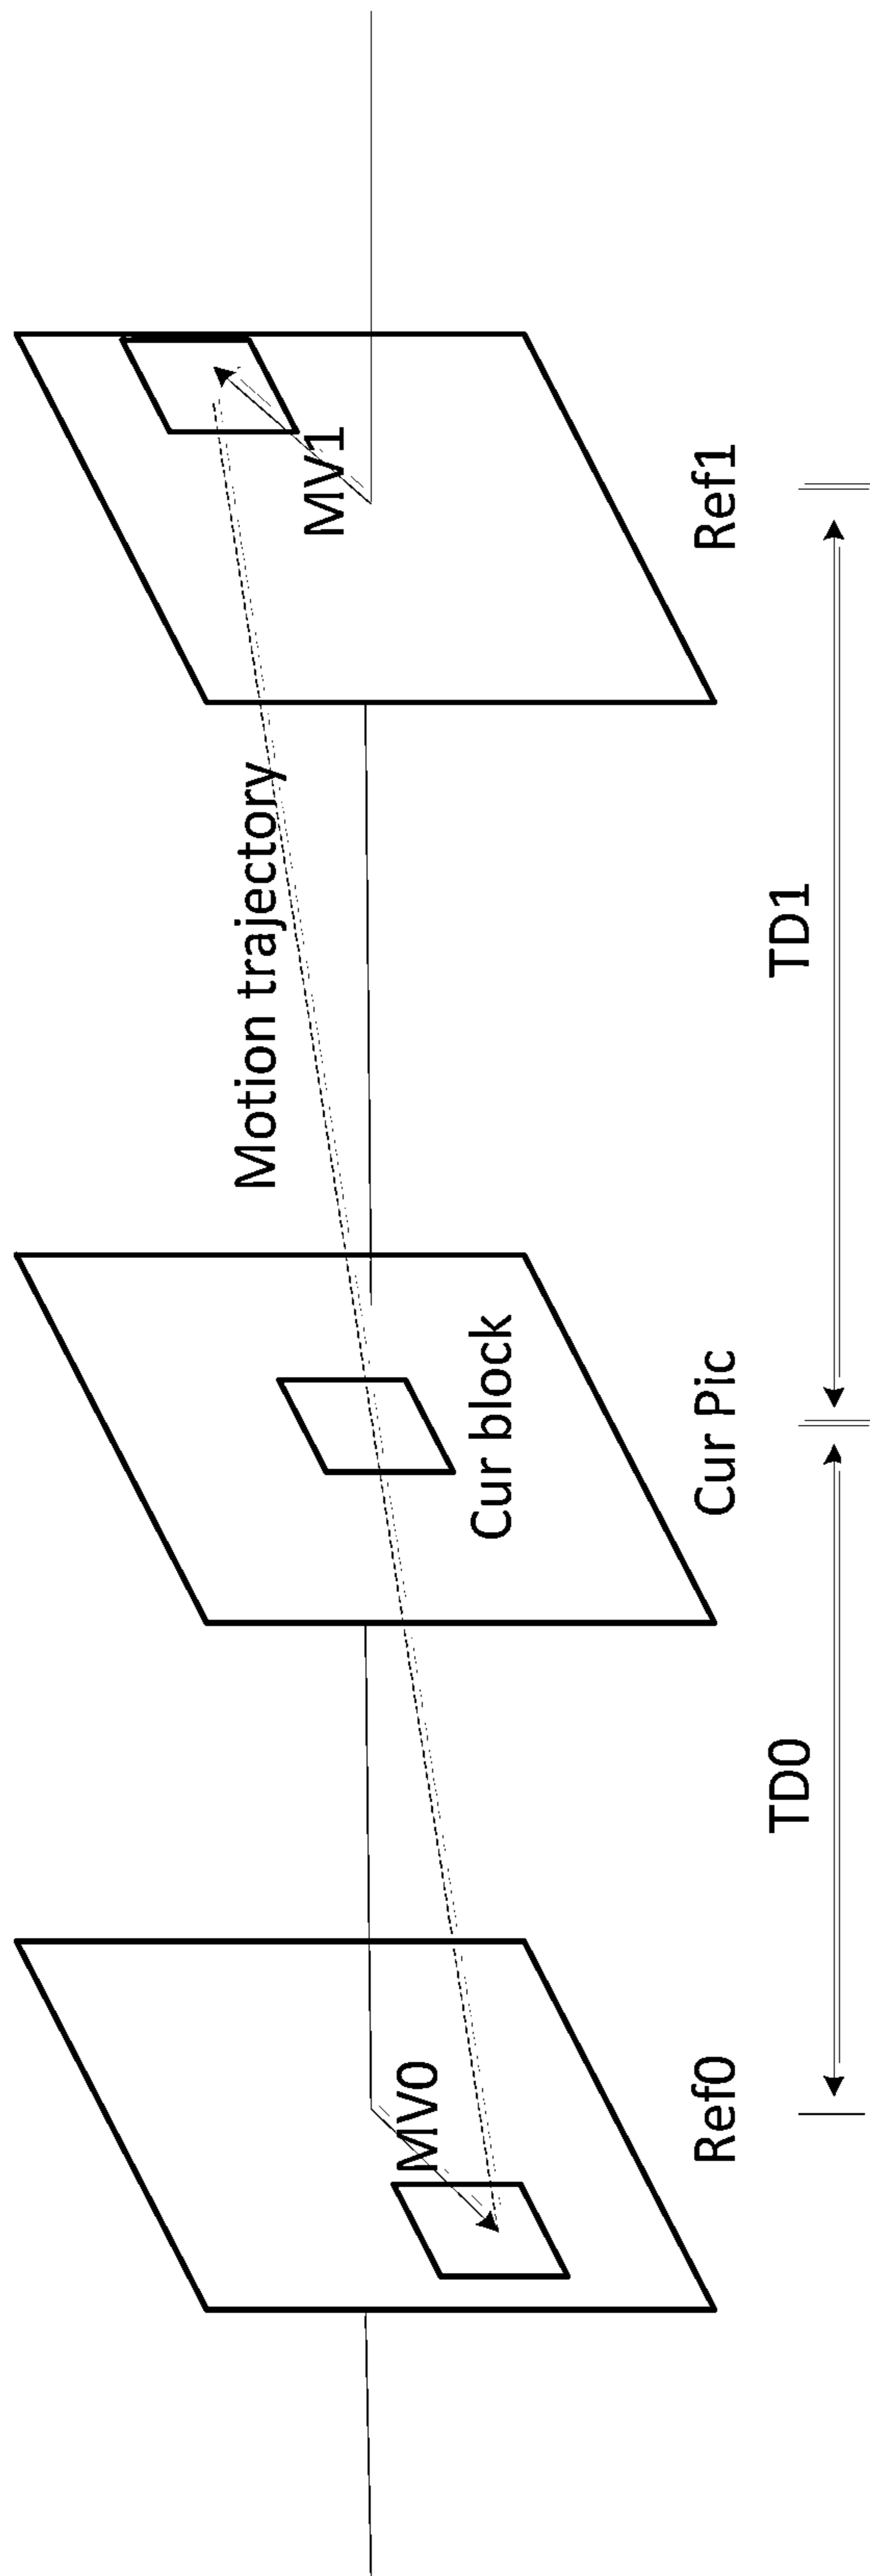 Motion trajectory
MV0
MV1
Cur block
Ref0
Cur Pic
Ref1
TD0
TD1